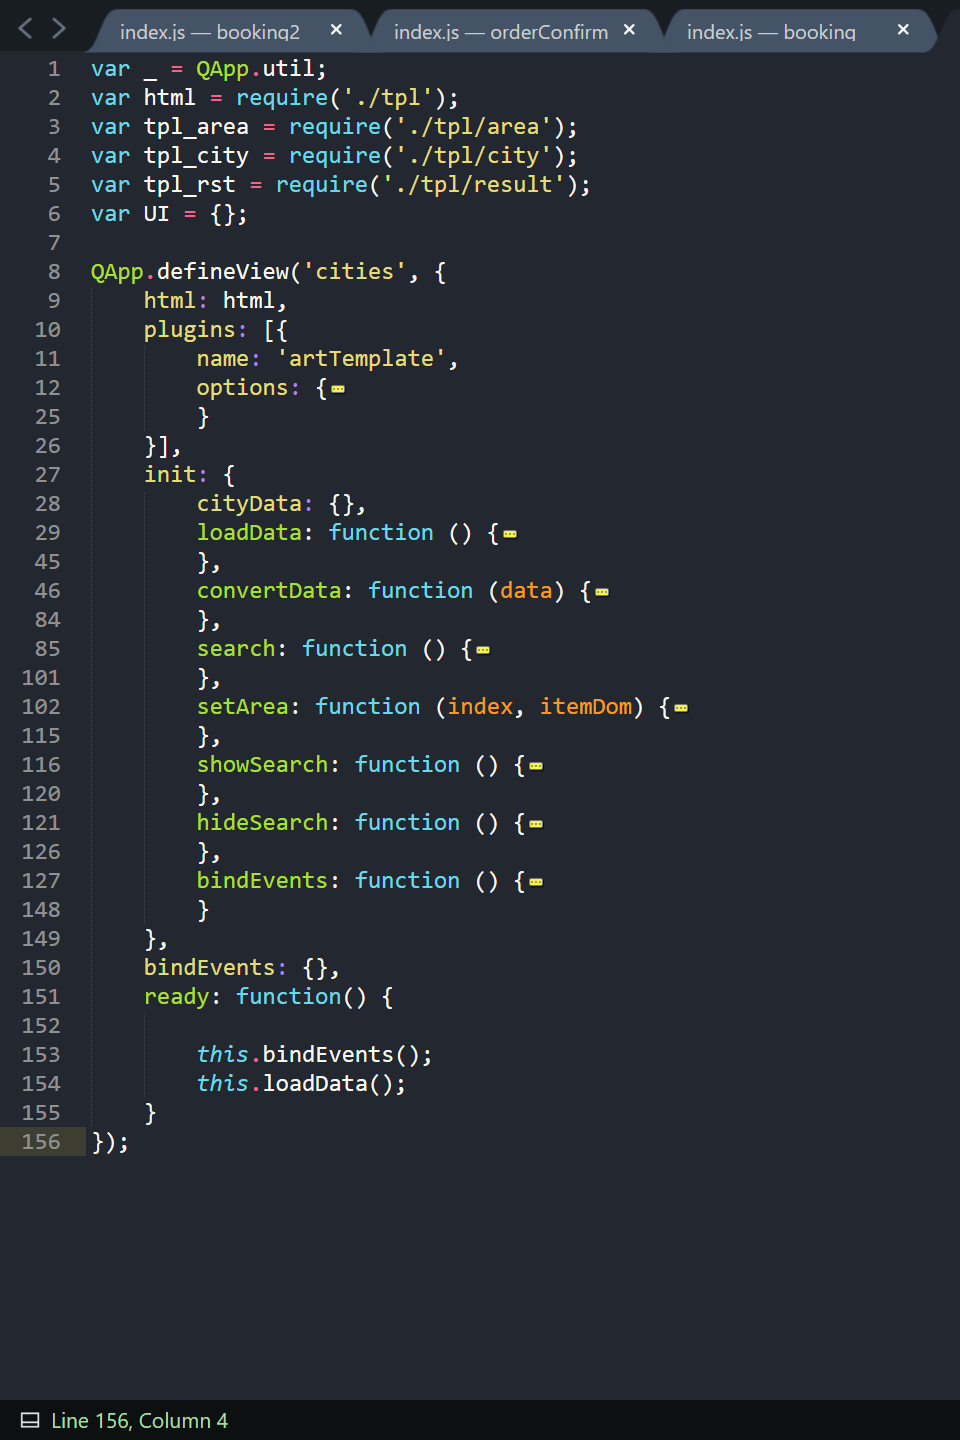 index.js — booking2 × index.js — orderConfirm × index.js — booking ×
1 var _ = QApp.util;
2 var html = require('./tpl');
3 var tpl_area = require('./tpl/area');
4 var tpl_city = require('./tpl/city');
5 var tpl_rst = require('./tpl/result');
6 var UI = {};
7
8 QApp.defineView('cities', {
9     html: html,
10     plugins: [{
11         name: 'artTemplate',
12         options: {
25         }
26     }],
27     init: {
28         cityData: {},
29         loadData: function () {
45         },
46         convertData: function (data) {
84         },
85         search: function () {
101         },
102         setArea: function (index, itemDom) {
115         },
116         showSearch: function () {
120         },
121         hideSearch: function () {
126         },
127         bindEvents: function () {
148         }
149     },
150     bindEvents: {},
151     ready: function() {
152
153         this.bindEvents();
154         this.loadData();
155     }
156 });
Line 156, Column 4